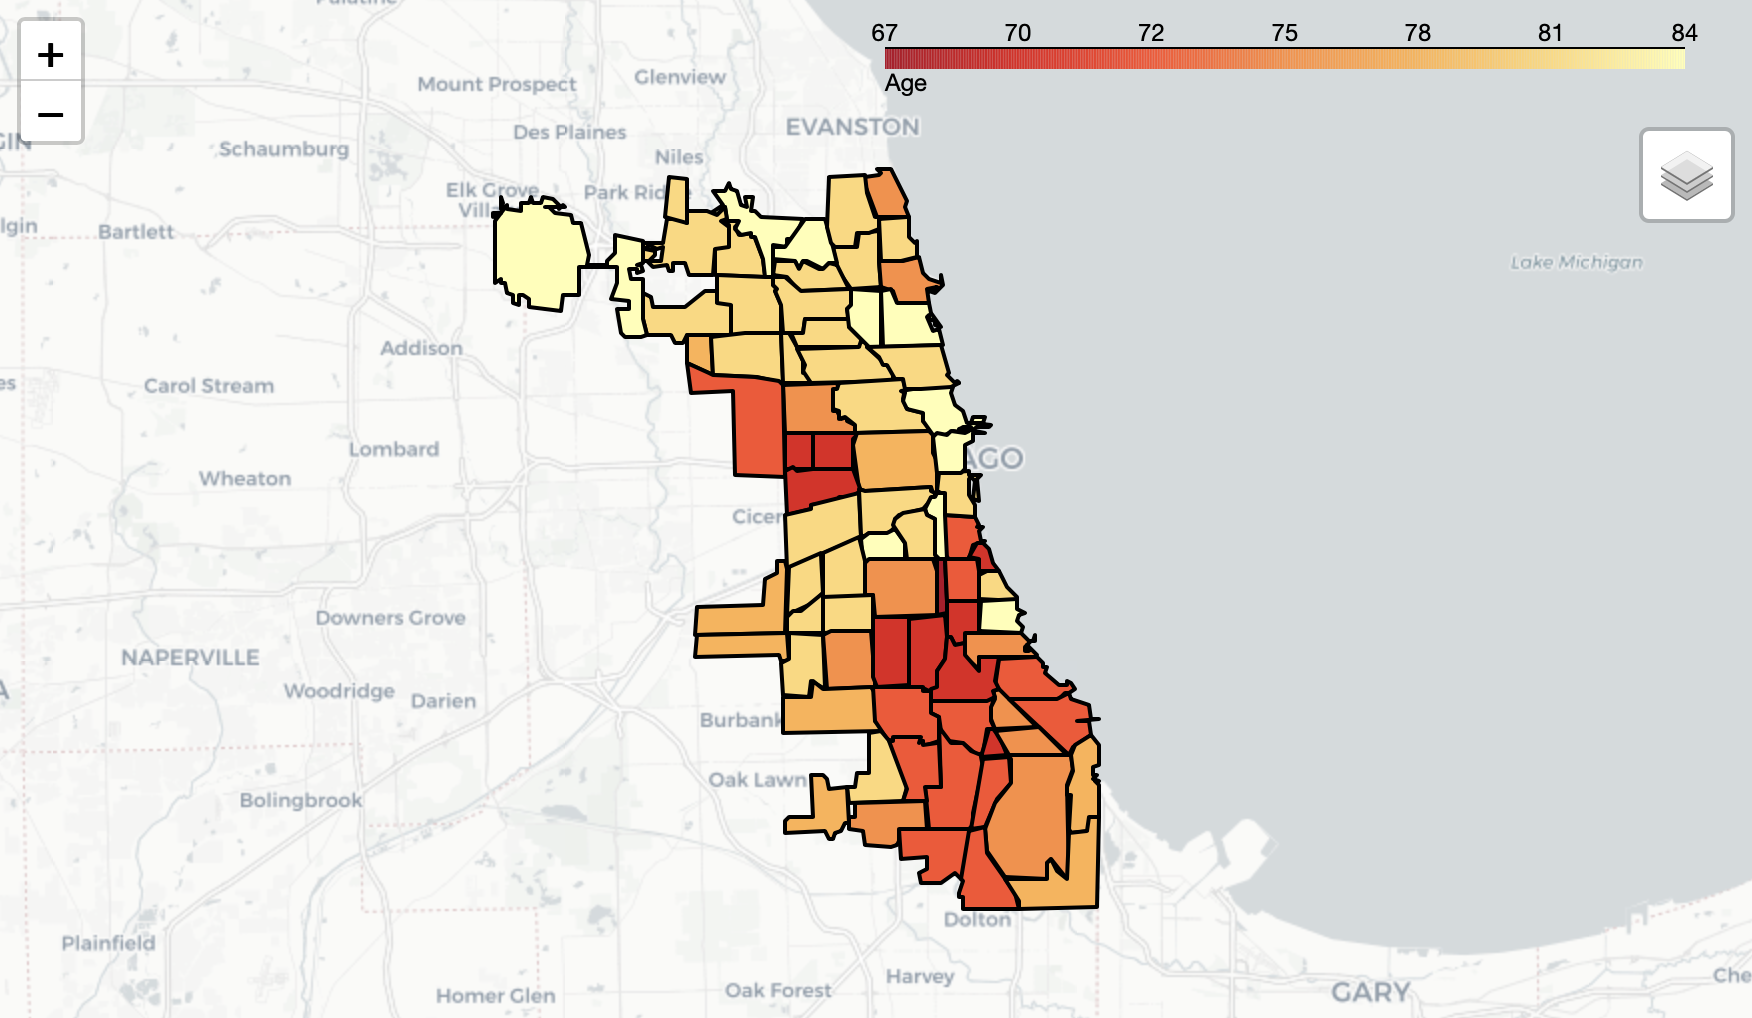 +
−
67 70 72 75 78 81 84
Age
Mount Prospect
Glenview
EVANSTON
Des Plaines
Schaumburg
Niles
Elk Grove
Park Rid e
Villa
lgin
Bartlett
Lake Michigan
Addison
es
Carol Stream
Lombard
AGO
Wheaton
Cicer
Downers Grove
NAPERVILLE
Woodridge
Darien
A
Burbank
Oak Lawn
Bolingbrook
Dolton
Plainfield
Harvey
Che
Oak Forest
GARY
Homer Glen